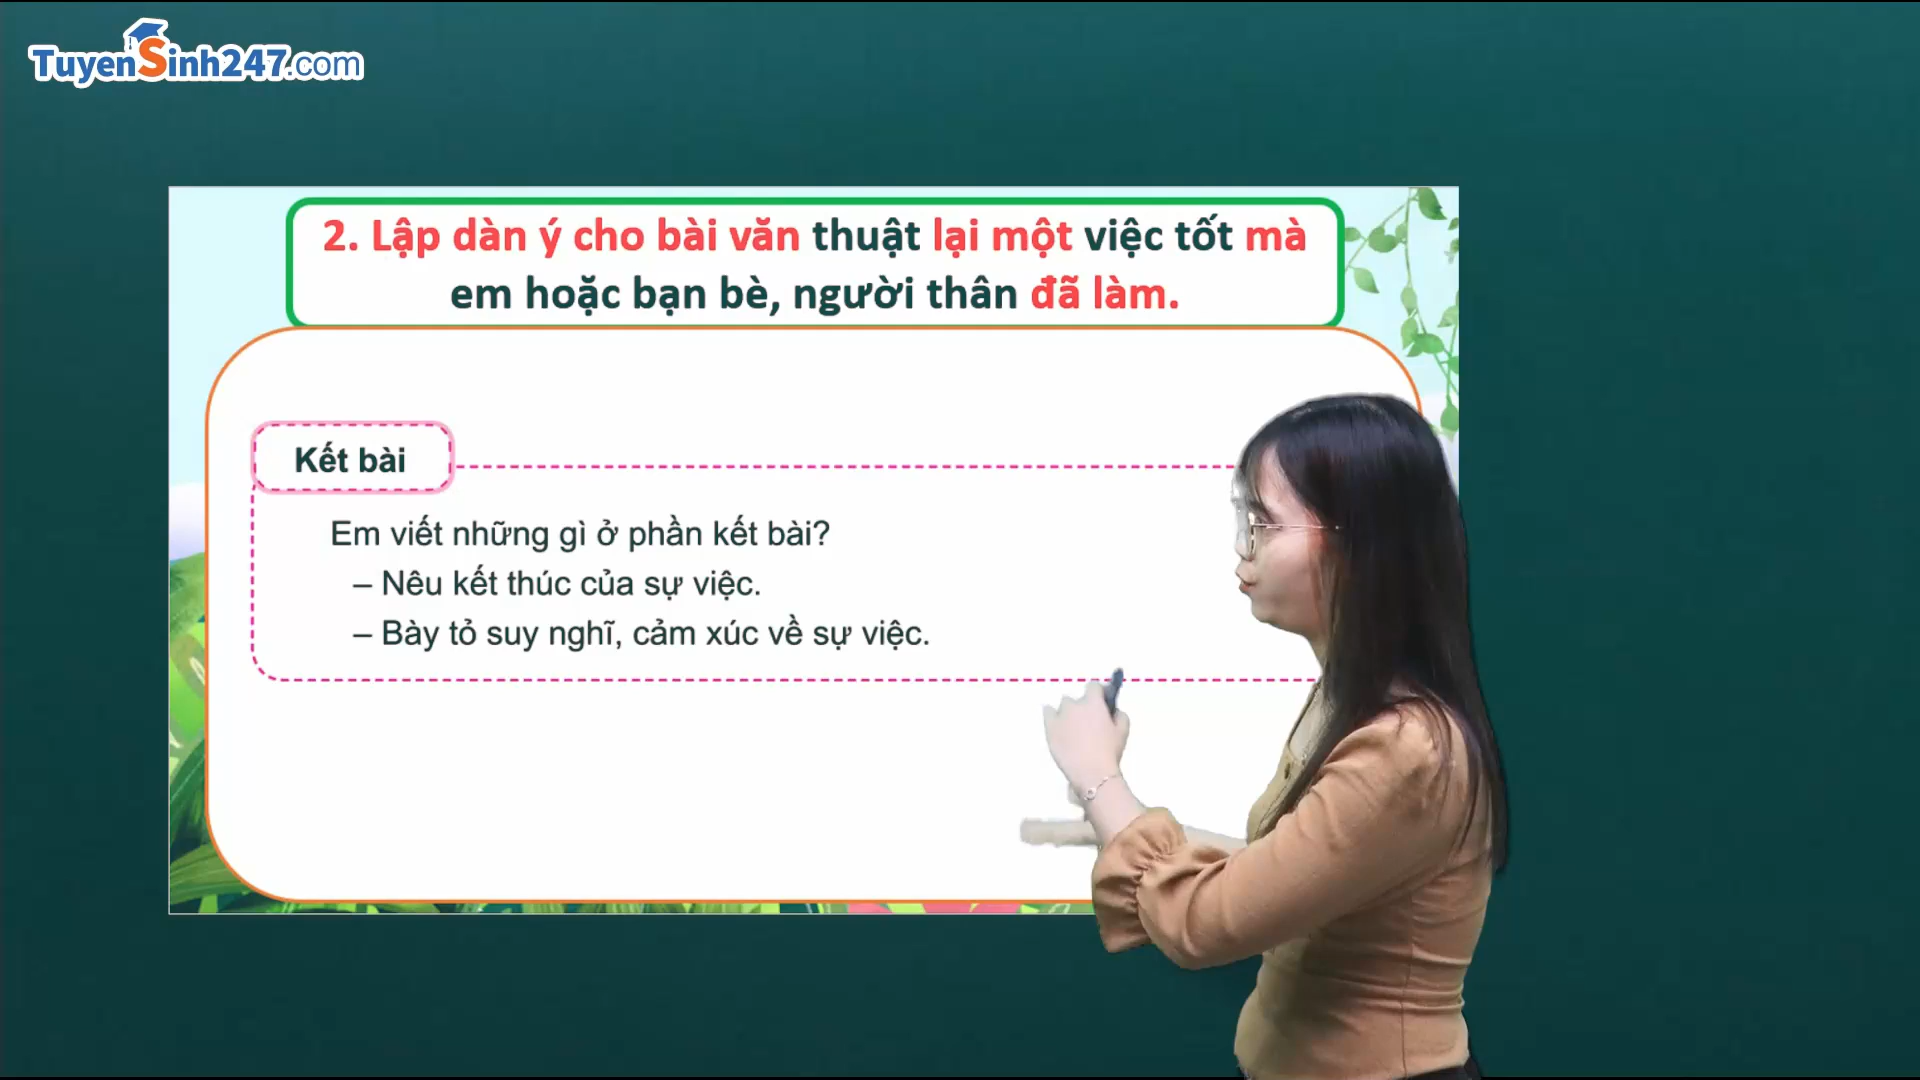 TuyenSinh247.com
2. Lập dàn ý cho bài văn thuật lại một việc tốt mà
em hoặc bạn bè, người thân đã làm.
Kết bài
Em viết những gì ở phần kết bài?
– Nêu kết thúc của sự việc.
– Bày tỏ suy nghĩ, cảm xúc về sự việc.